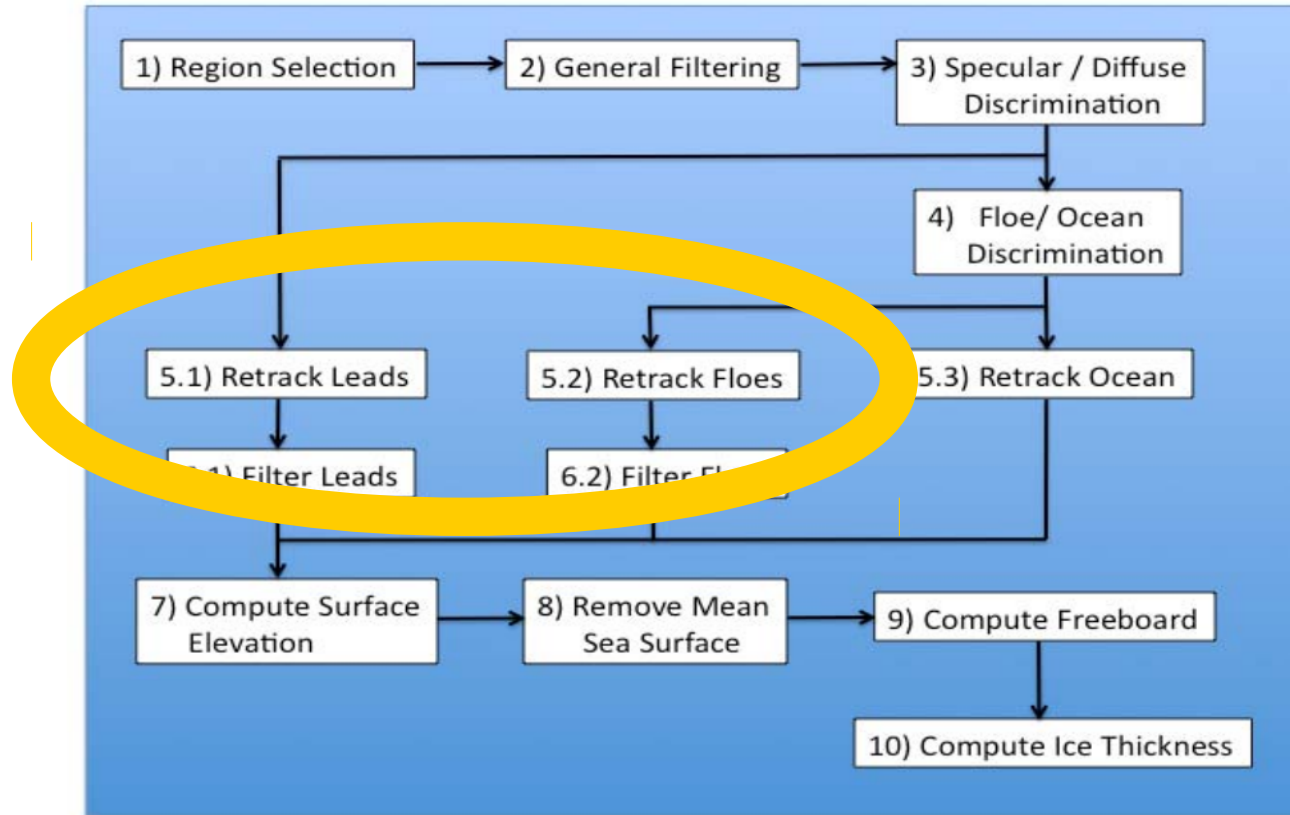 1) Region Selection
2) General Filtering
3) Specular / Diffuse
Discrimination
4) Floe/ Ocean
Discrimination
5.1) Retrack Leads
5.2) Retrack Floes
5.3) Retrack Ocean
1) Filter Leads
6.2) Filter
7) Compute Surface
Elevation
8) Remove Mean
Sea Surface
9) Compute Freeboard
10) Compute Ice Thickness